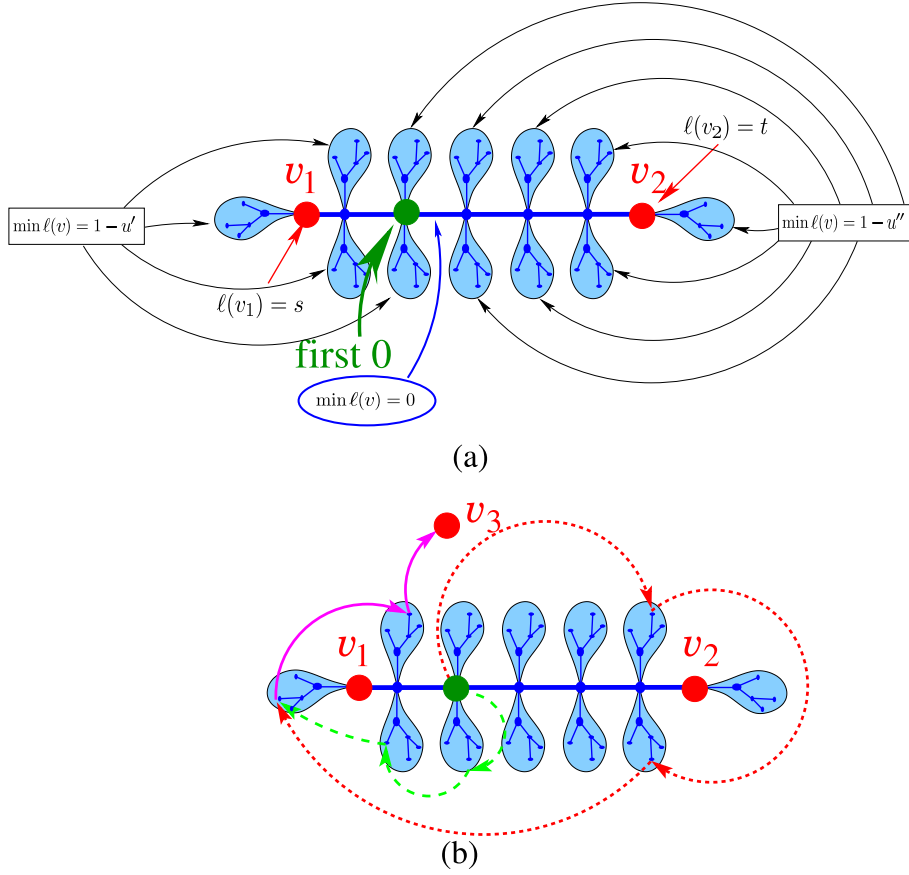 ℓ(v₂) = t
v₁
v₂
min ℓ(v) = 1 − u′
min ℓ(v) = 1 − u″
ℓ(v₁) = s
first 0
min ℓ(v) = 0
(a)
v₃
v₁
v₂
(b)